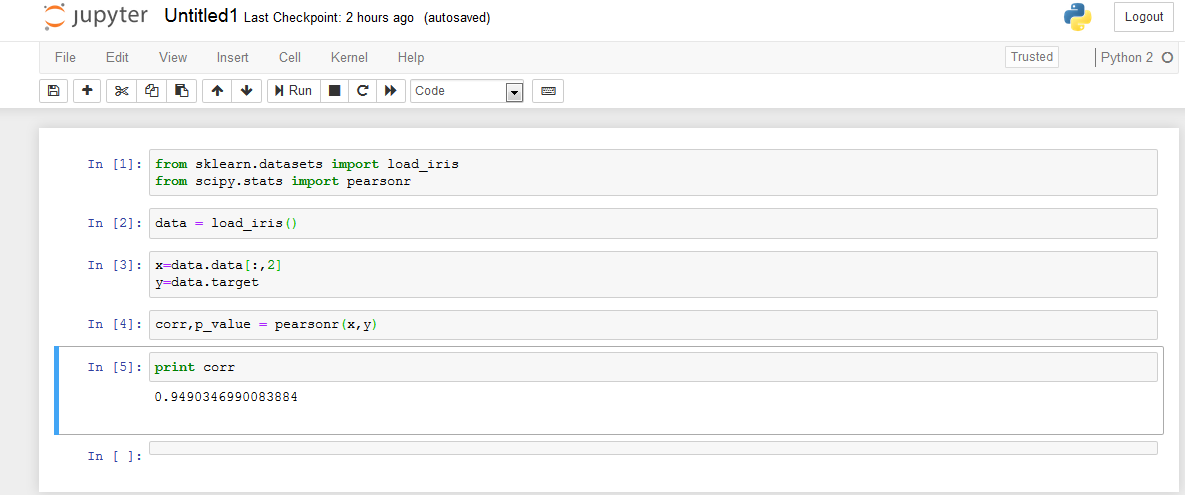 jupyter Untitled1 Last Checkpoint: 2 hours ago (autosaved) Logout
File Edit View Insert Cell Kernel Help Trusted Python 2
Run Code
In [1]: from sklearn.datasets import load_iris
from scipy.stats import pearsonr
In [2]: data = load_iris()
In [3]: x=data.data[:,2]
y=data.target
In [4]: corr,p_value = pearsonr(x,y)
In [5]: print corr
0.9490346990083884
In [ ]: